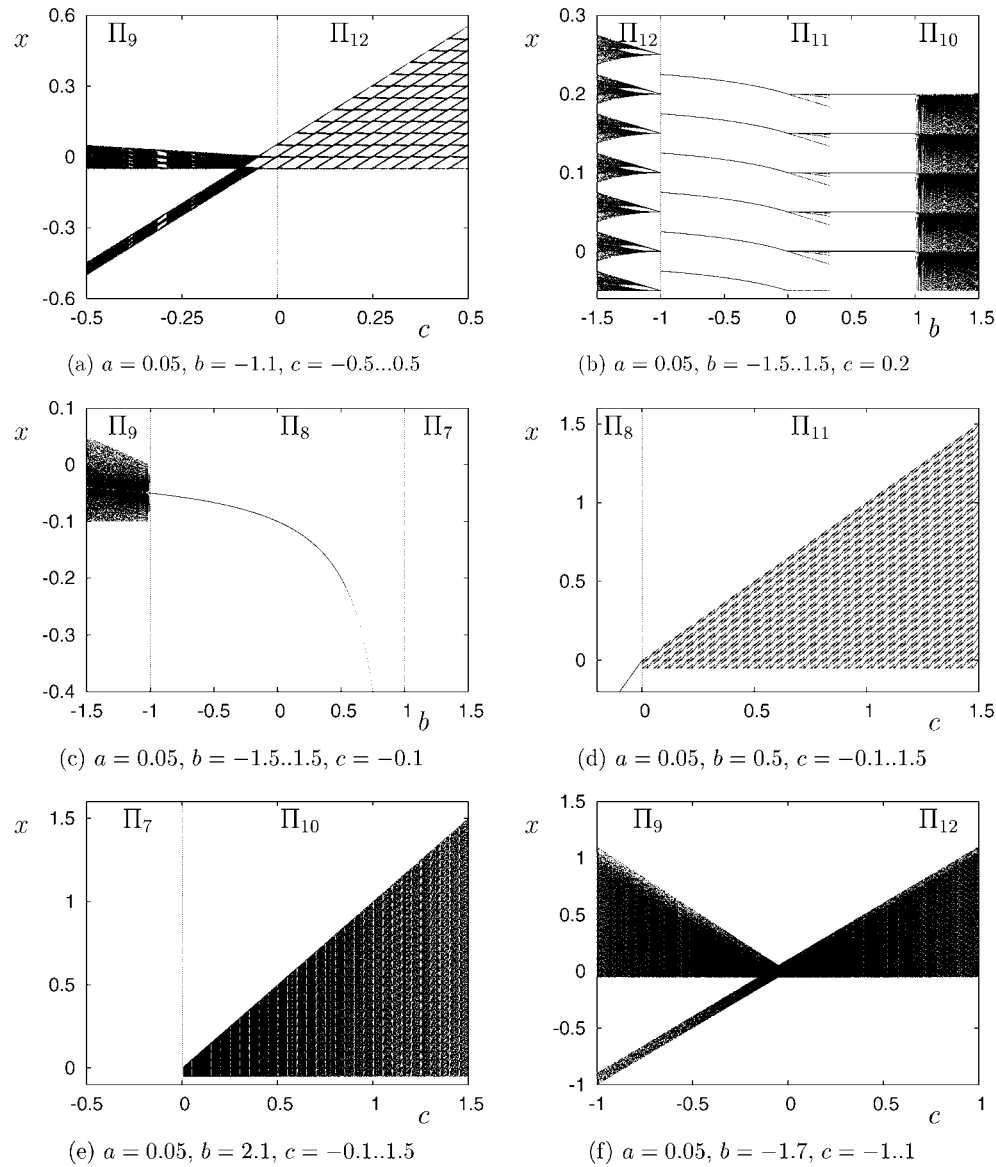 x 0.6 0.3 0 -0.3 -0.6
Π9 Π12
-0.5 -0.25 0 0.25 c 0.5
(a) a = 0.05, b = −1.1, c = −0.5...0.5
x 0.3 0.2 0.1 0
Π12 Π11 Π10
-1.5 -1 -0.5 0 0.5 1 b 1.5
(b) a = 0.05, b = −1.5..1.5, c = 0.2
x 0.1 0 -0.1 -0.2 -0.3 -0.4
Π9 Π8 Π7
-1.5 -1 -0.5 0 0.5 1 b 1.5
(c) a = 0.05, b = −1.5..1.5, c = −0.1
x 1.5 1 0.5 0
Π8 Π11
0 0.5 1 c 1.5
(d) a = 0.05, b = 0.5, c = −0.1..1.5
x 1.5 1 0.5 0
Π7 Π10
-0.5 0 0.5 1 c 1.5
(e) a = 0.05, b = 2.1, c = −0.1..1.5
x 1.5 1 0.5 0 -0.5 -1
Π9 Π12
-1 -0.5 0 0.5 c 1
(f) a = 0.05, b = −1.7, c = −1..1